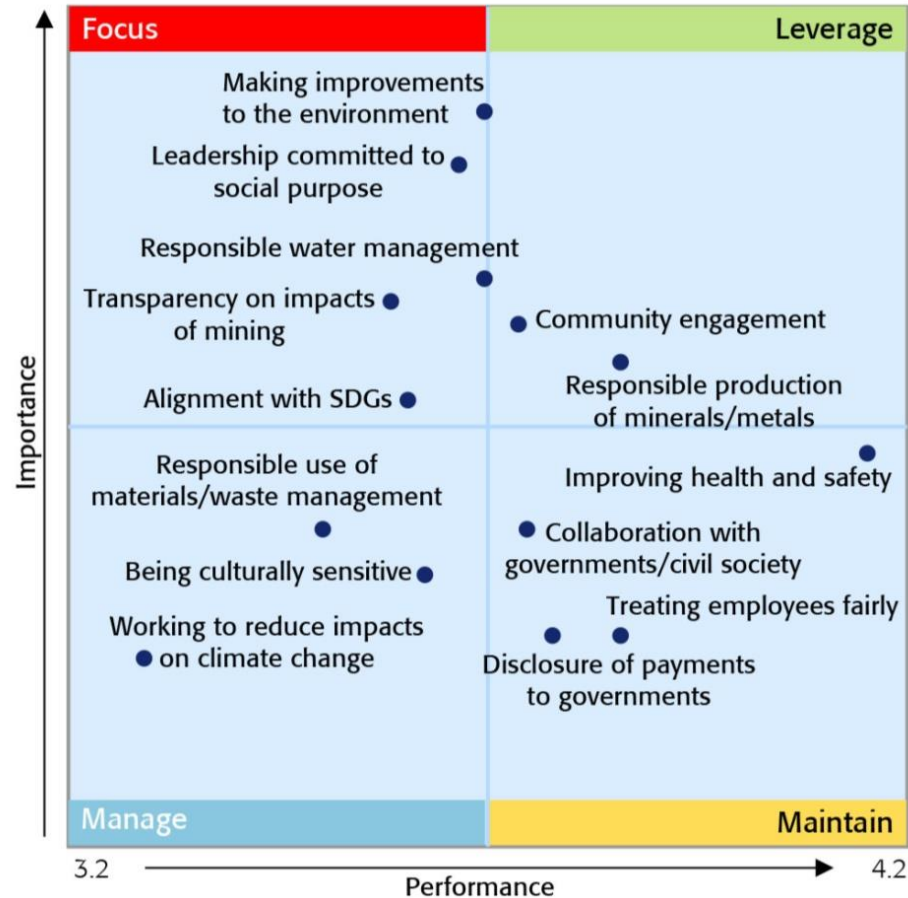 Focus
Leverage
Making improvements
to the environment
Leadership committed to
social purpose
Responsible water management
Transparency on impacts
of mining
Community engagement
Responsible production
of minerals/metals
Alignment with SDGs
Importance
Responsible use of
materials/waste management
Improving health and safety
Collaboration with
governments/civil society
Being culturally sensitive
Treating employees fairly
Working to reduce impacts
on climate change
Disclosure of payments
to governments
Manage
Maintain
3.2
4.2
Performance